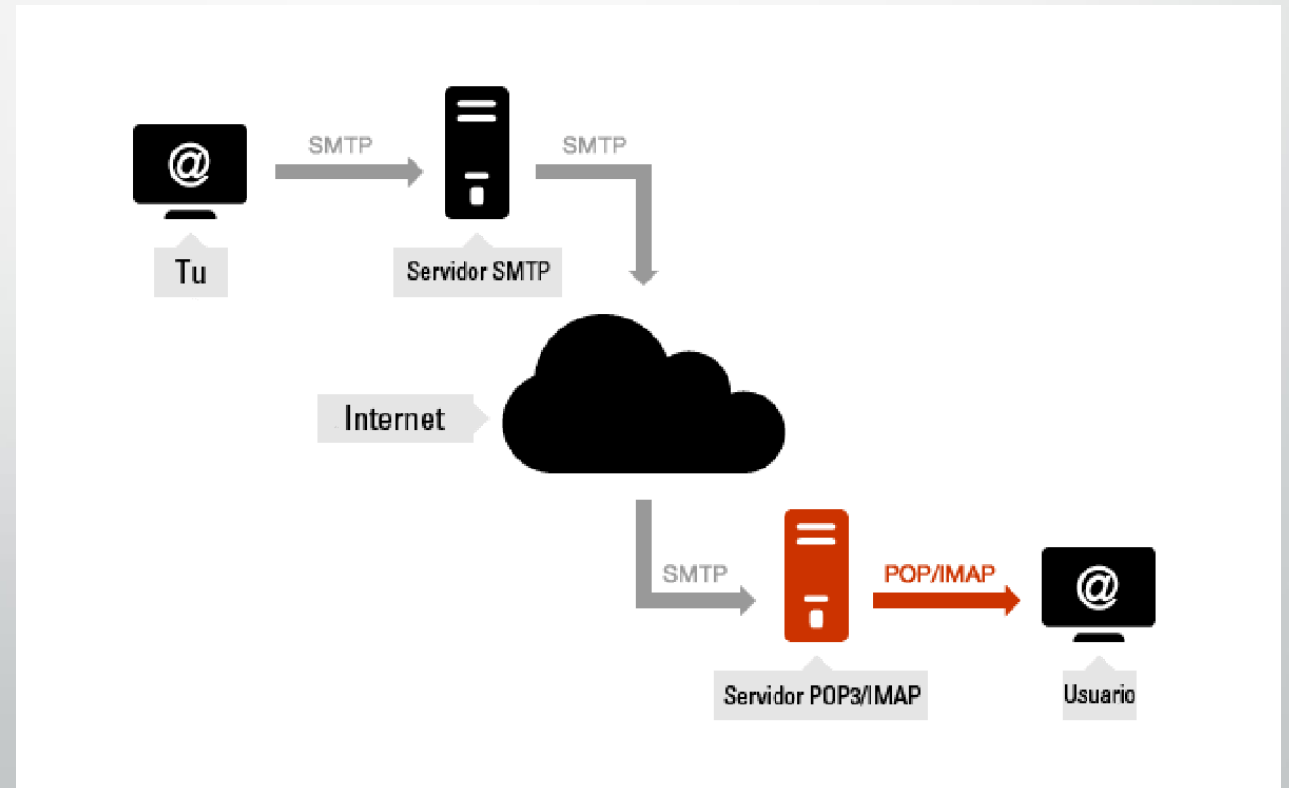 SMTP
SMTP
@
Tu
Servidor SMTP
Internet
SMTP
POP/IMAP
@
Servidor POP3/IMAP
Usuario